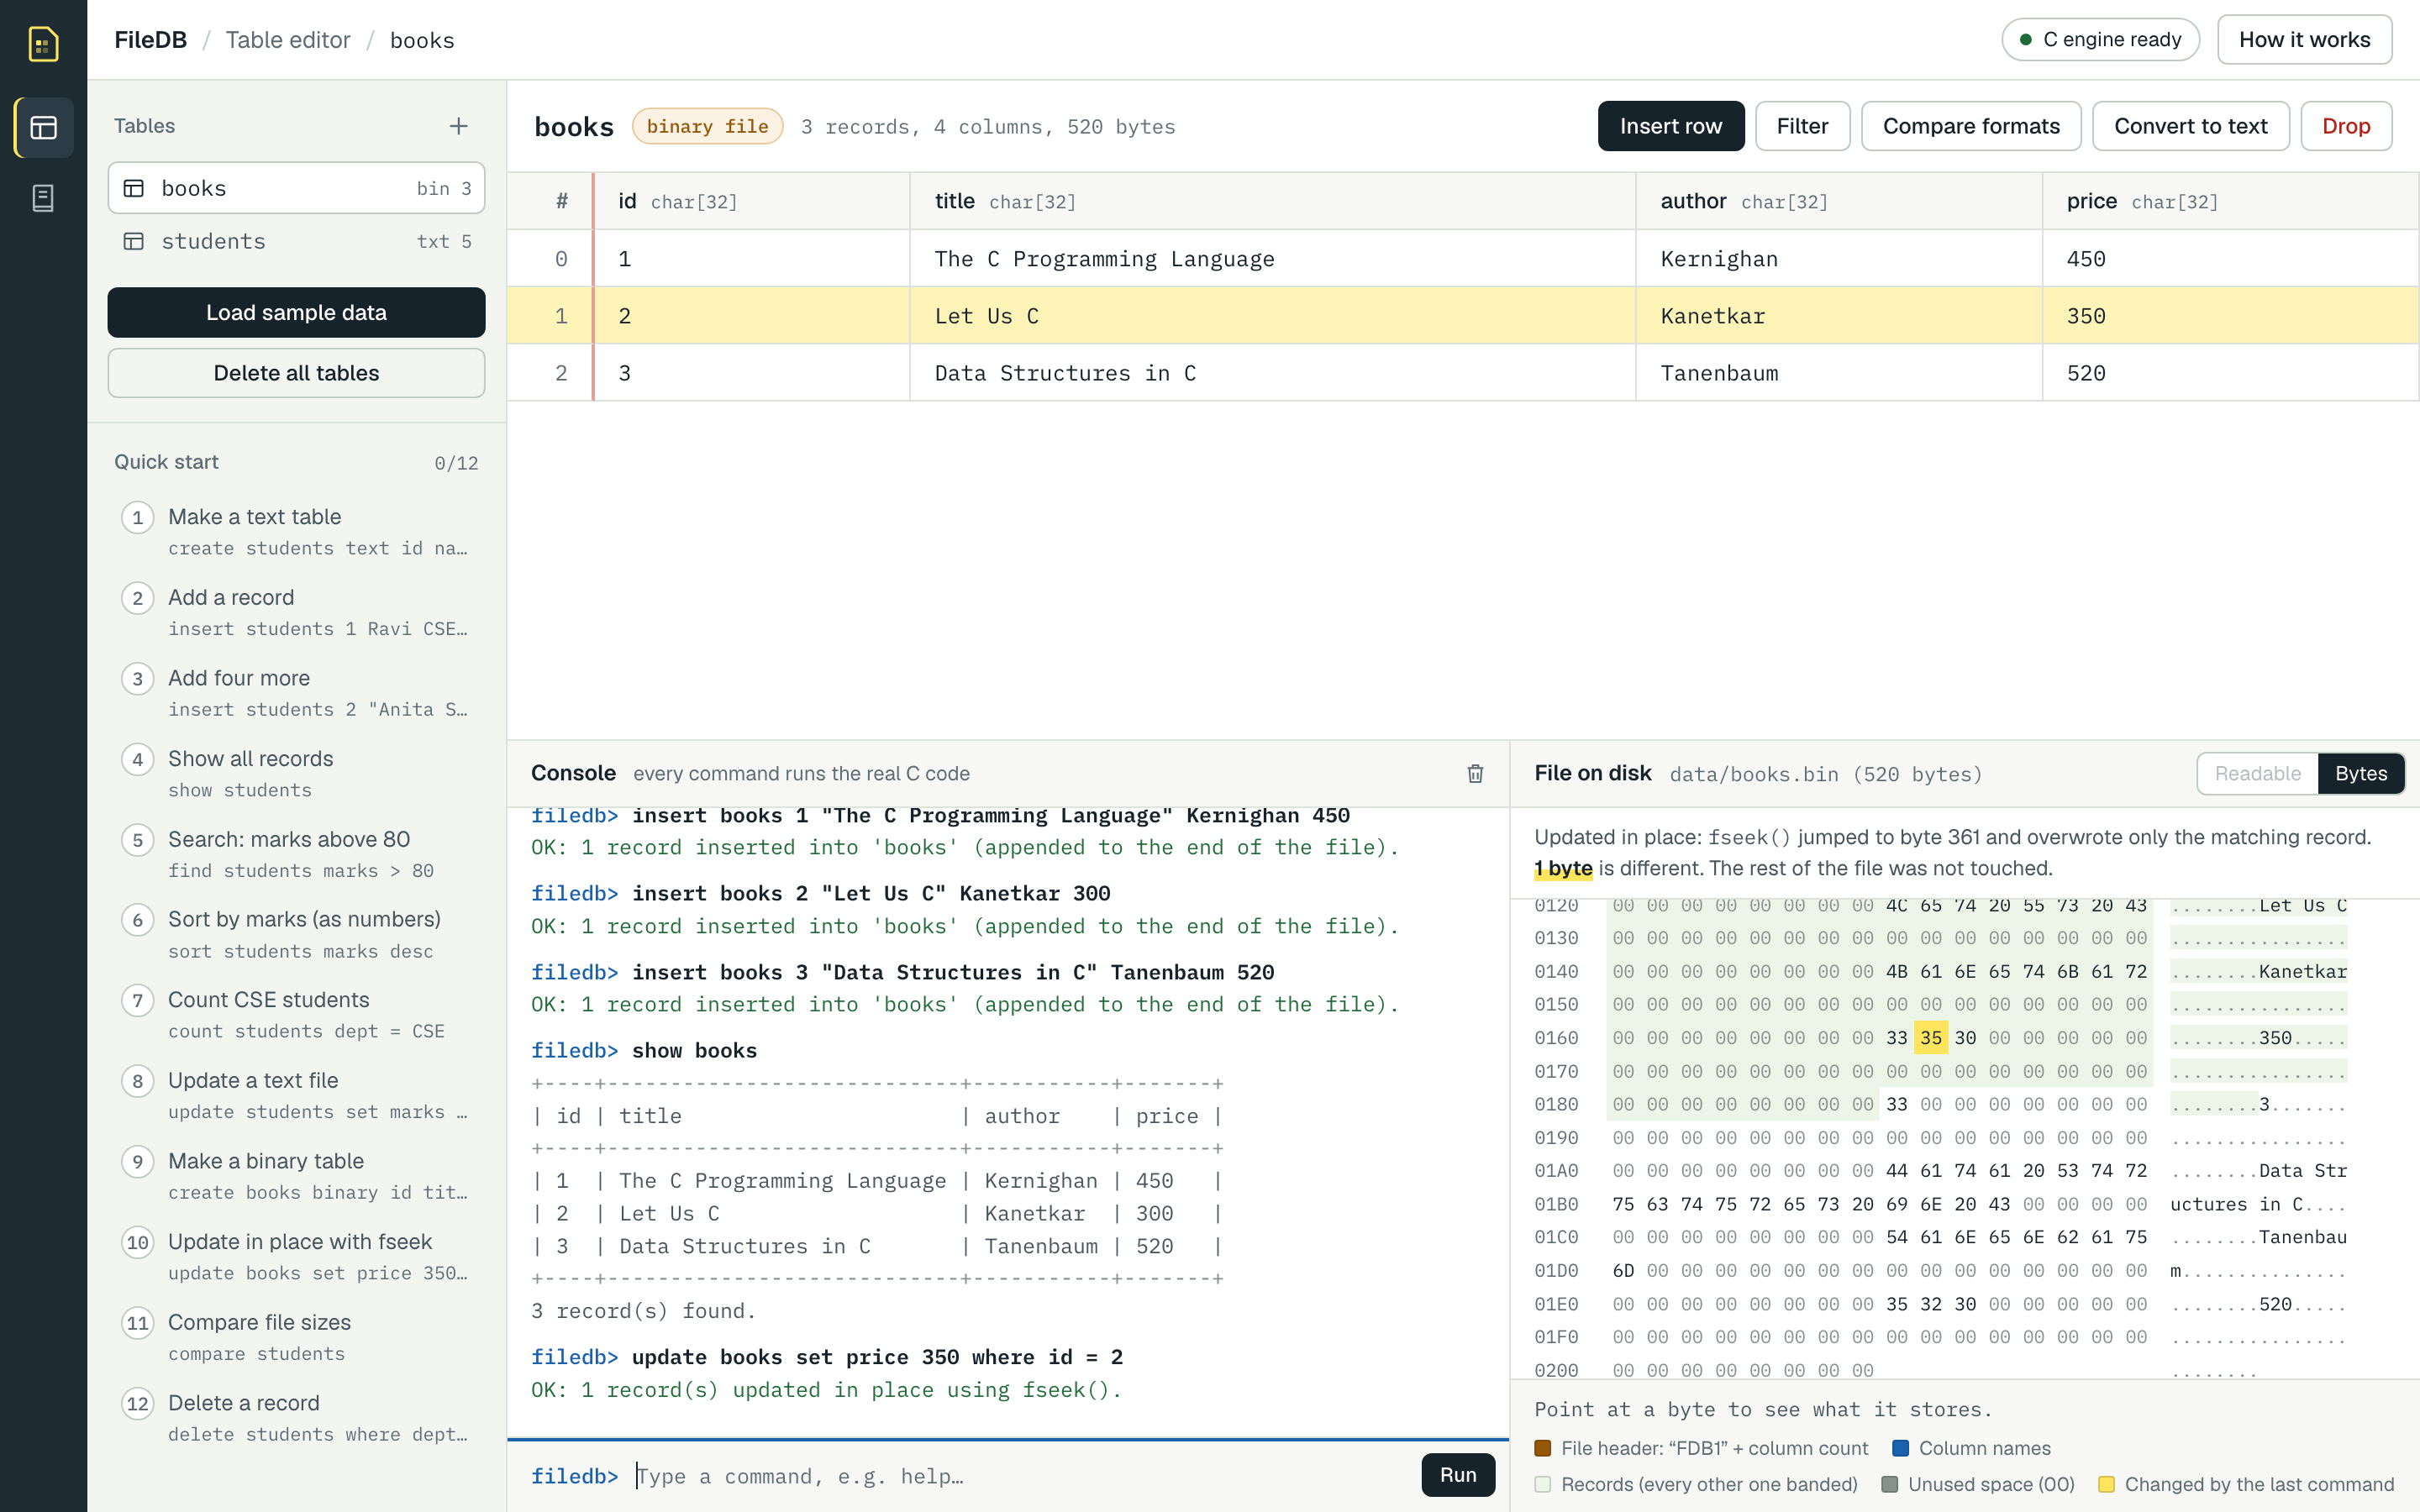 FileDB / Table editor / books
C engine ready
How it works
Tables
books bin 3
students txt 5
Load sample data
Delete all tables
Quick start 0/12
1 Make a text table
create students text id na…
2 Add a record
insert students 1 Ravi CSE…
3 Add four more
insert students 2 "Anita S…
4 Show all records
show students
5 Search: marks above 80
find students marks > 80
6 Sort by marks (as numbers)
sort students marks desc
7 Count CSE students
count students dept = CSE
8 Update a text file
update students set marks …
9 Make a binary table
create books binary id tit…
10 Update in place with fseek
update books set price 350…
11 Compare file sizes
compare students
12 Delete a record
delete students where dept…
books binary file 3 records, 4 columns, 520 bytes
Insert row Filter Compare formats Convert to text Drop
# id char[32] title char[32] author char[32] price char[32]
0 1 The C Programming Language Kernighan 450
1 2 Let Us C Kanetkar 350
2 3 Data Structures in C Tanenbaum 520
Console every command runs the real C code
filedb> insert books 1 "The C Programming Language" Kernighan 450
OK: 1 record inserted into 'books' (appended to the end of the file).
filedb> insert books 2 "Let Us C" Kanetkar 300
OK: 1 record inserted into 'books' (appended to the end of the file).
filedb> insert books 3 "Data Structures in C" Tanenbaum 520
OK: 1 record inserted into 'books' (appended to the end of the file).
filedb> show books
+----+----------------------------+-----------+-------+
| id | title                      | author    | price |
+----+----------------------------+-----------+-------+
| 1  | The C Programming Language | Kernighan | 450   |
| 2  | Let Us C                   | Kanetkar  | 300   |
| 3  | Data Structures in C       | Tanenbaum | 520   |
+----+----------------------------+-----------+-------+
3 record(s) found.
filedb> update books set price 350 where id = 2
OK: 1 record(s) updated in place using fseek().
filedb> Type a command, e.g. help…
Run
File on disk data/books.bin (520 bytes)
Readable Bytes
Updated in place: fseek() jumped to byte 361 and overwrote only the matching record.
1 byte is different. The rest of the file was not touched.
0120 00 00 00 00 00 00 00 00 4C 65 74 20 55 73 20 43 ........Let Us C
0130 00 00 00 00 00 00 00 00 00 00 00 00 00 00 00 00 ................
0140 00 00 00 00 00 00 00 00 4B 61 6E 65 74 6B 61 72 ........Kanetkar
0150 00 00 00 00 00 00 00 00 00 00 00 00 00 00 00 00 ................
0160 00 00 00 00 00 00 00 00 33 35 30 00 00 00 00 00 ........350.....
0170 00 00 00 00 00 00 00 00 00 00 00 00 00 00 00 00 ................
0180 00 00 00 00 00 00 00 00 33 00 00 00 00 00 00 00 ........3.......
0190 00 00 00 00 00 00 00 00 00 00 00 00 00 00 00 00 ................
01A0 00 00 00 00 00 00 00 00 44 61 74 61 20 53 74 72 ........Data Str
01B0 75 63 74 75 72 65 73 20 69 6E 20 43 00 00 00 00 uctures in C....
01C0 00 00 00 00 00 00 00 00 54 61 6E 65 6E 62 61 75 ........Tanenbau
01D0 6D 00 00 00 00 00 00 00 00 00 00 00 00 00 00 00 m...............
01E0 00 00 00 00 00 00 00 00 35 32 30 00 00 00 00 00 ........520.....
01F0 00 00 00 00 00 00 00 00 00 00 00 00 00 00 00 00 ................
0200 00 00 00 00 00 00 00 00 ........
Point at a byte to see what it stores.
File header: “FDB1” + column count Column names
Records (every other one banded) Unused space (00) Changed by the last command